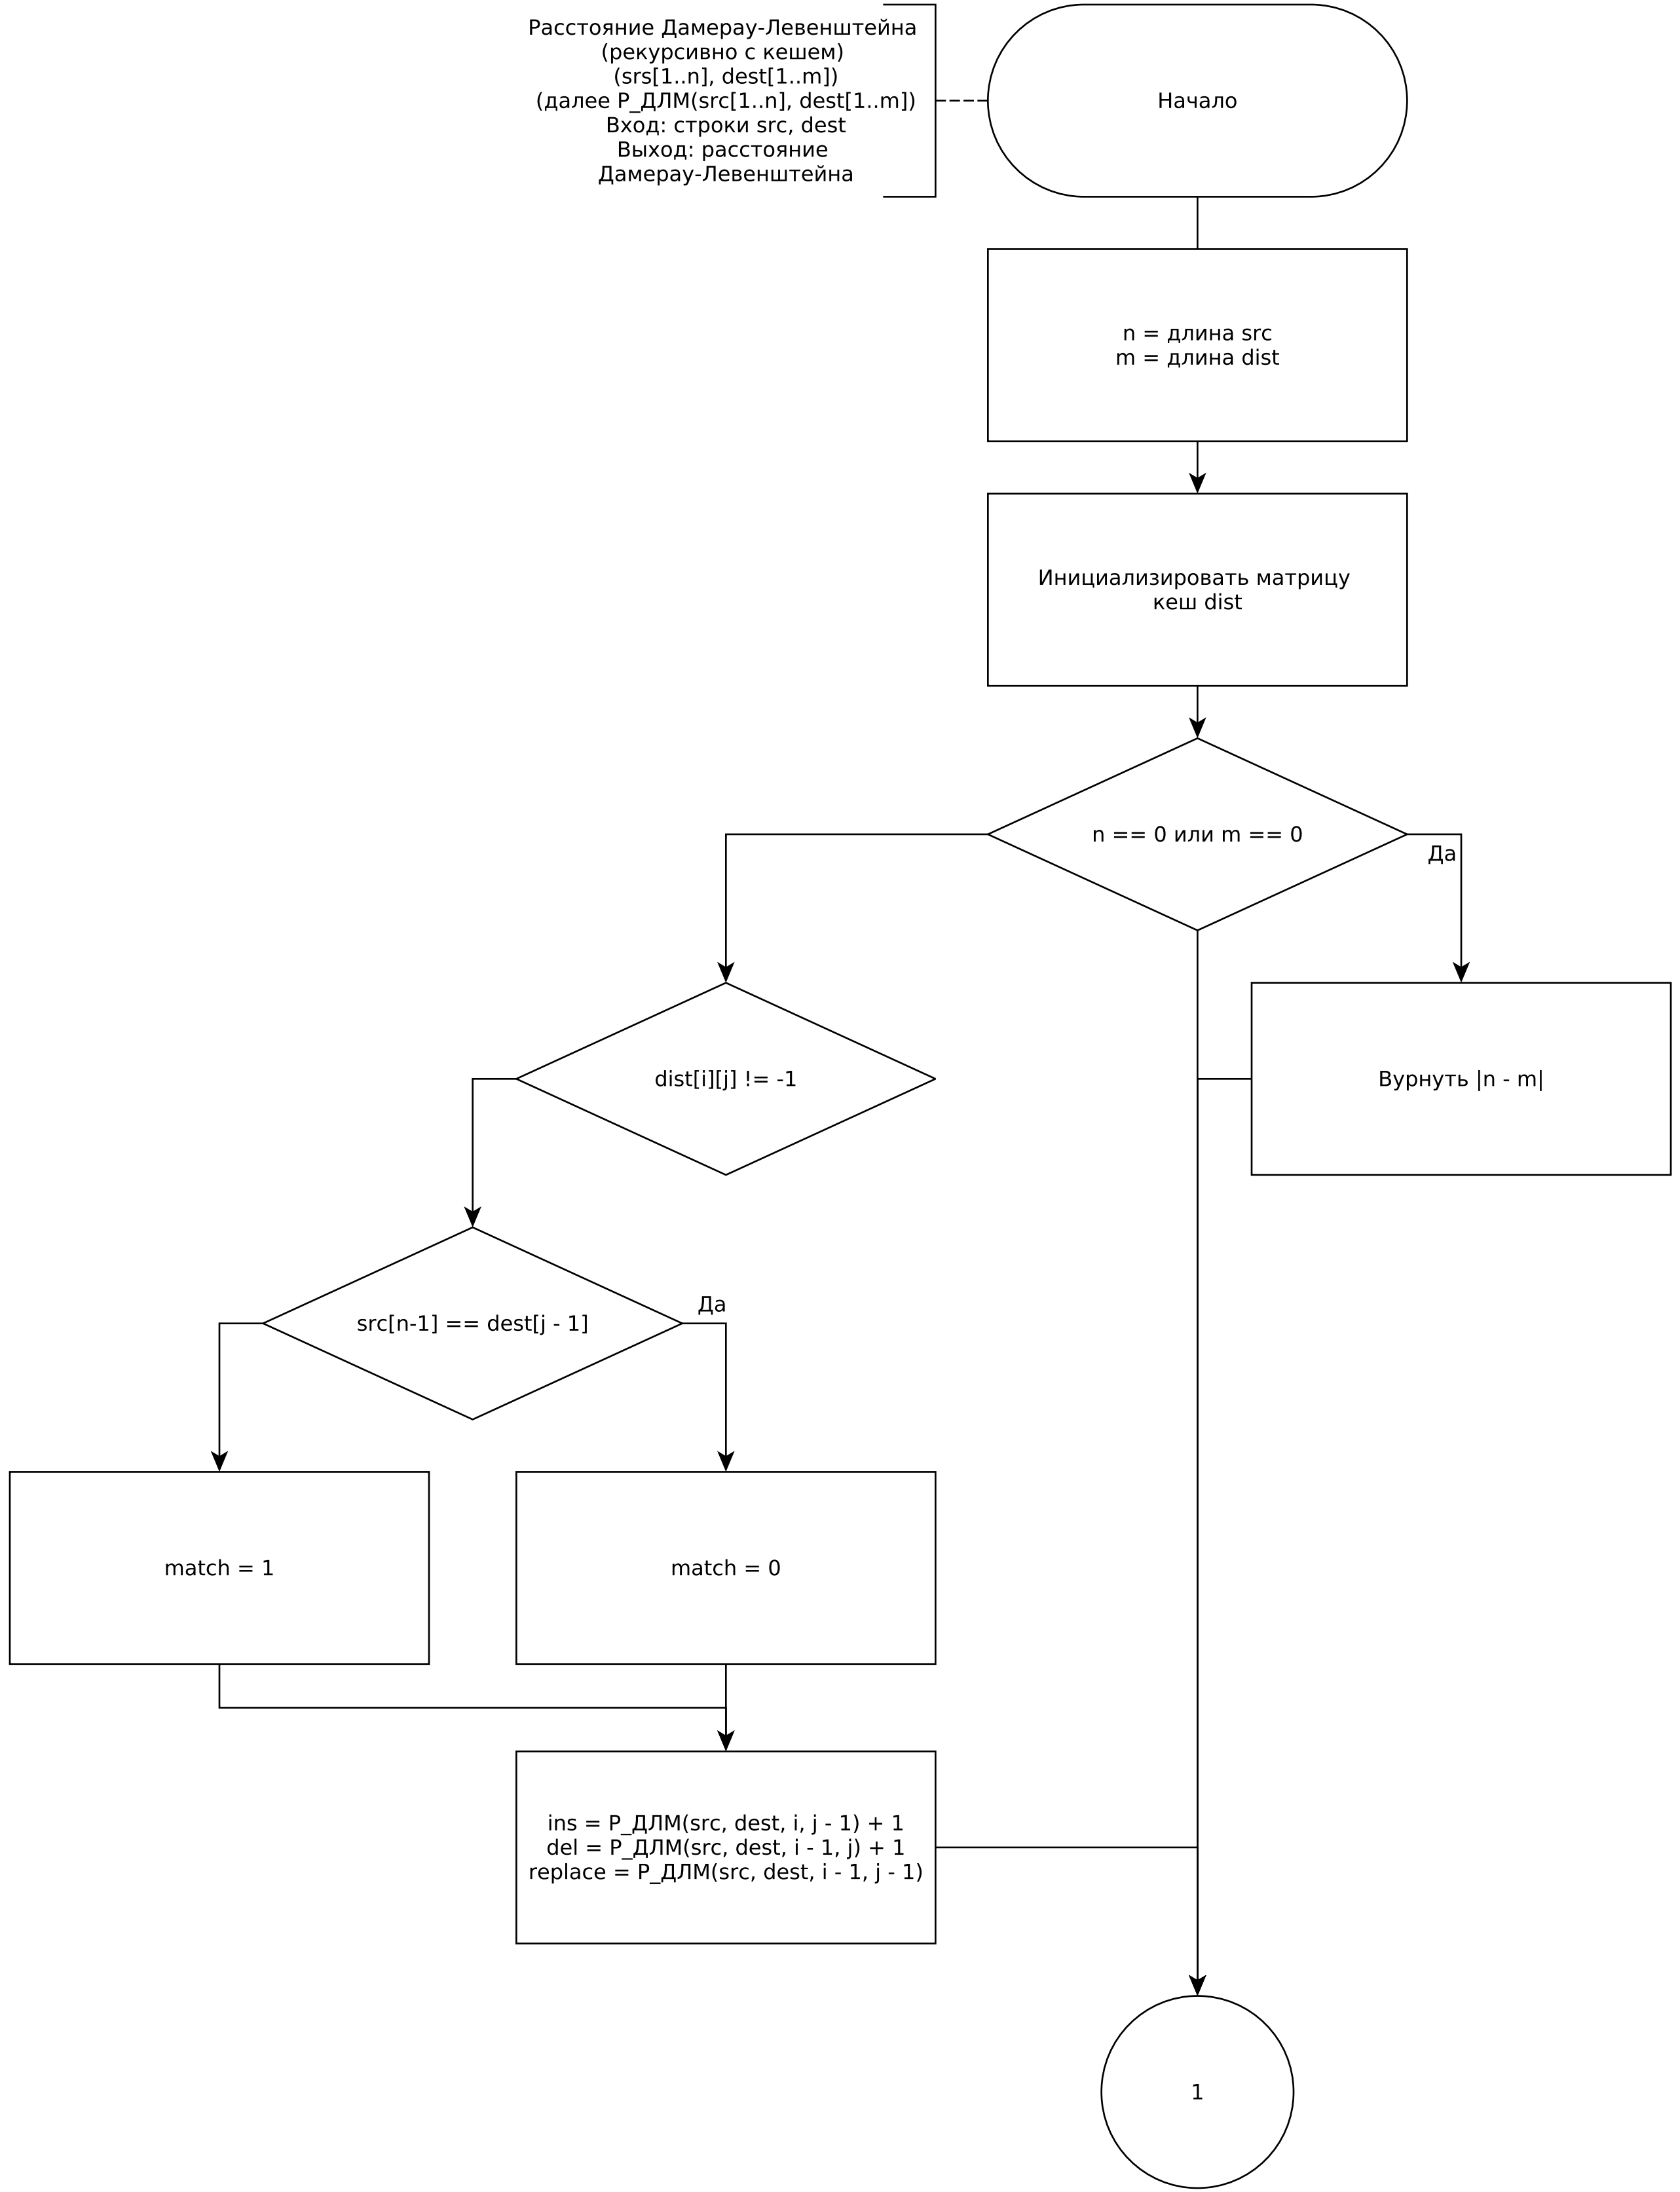 Расстояние Дамерау-Левенштейна
(рекурсивно с кешем)
(srs[1..n], dest[1..m])
(далее Р_ДЛМ(src[1..n], dest[1..m])
Вход: строки src, dest
Выход: расстояние
Дамерау-Левенштейна
Начало
n = длина src
m = длина dist
Инициализировать матрицу
кеш dist
n == 0 или m == 0
Да
dist[i][j] != -1
Вурнуть |n - m|
Да
src[n-1] == dest[j - 1]
match = 1
match = 0
ins = Р_ДЛМ(src, dest, i, j - 1) + 1
del = Р_ДЛМ(src, dest, i - 1, j) + 1
replace = Р_ДЛМ(src, dest, i - 1, j - 1)
1